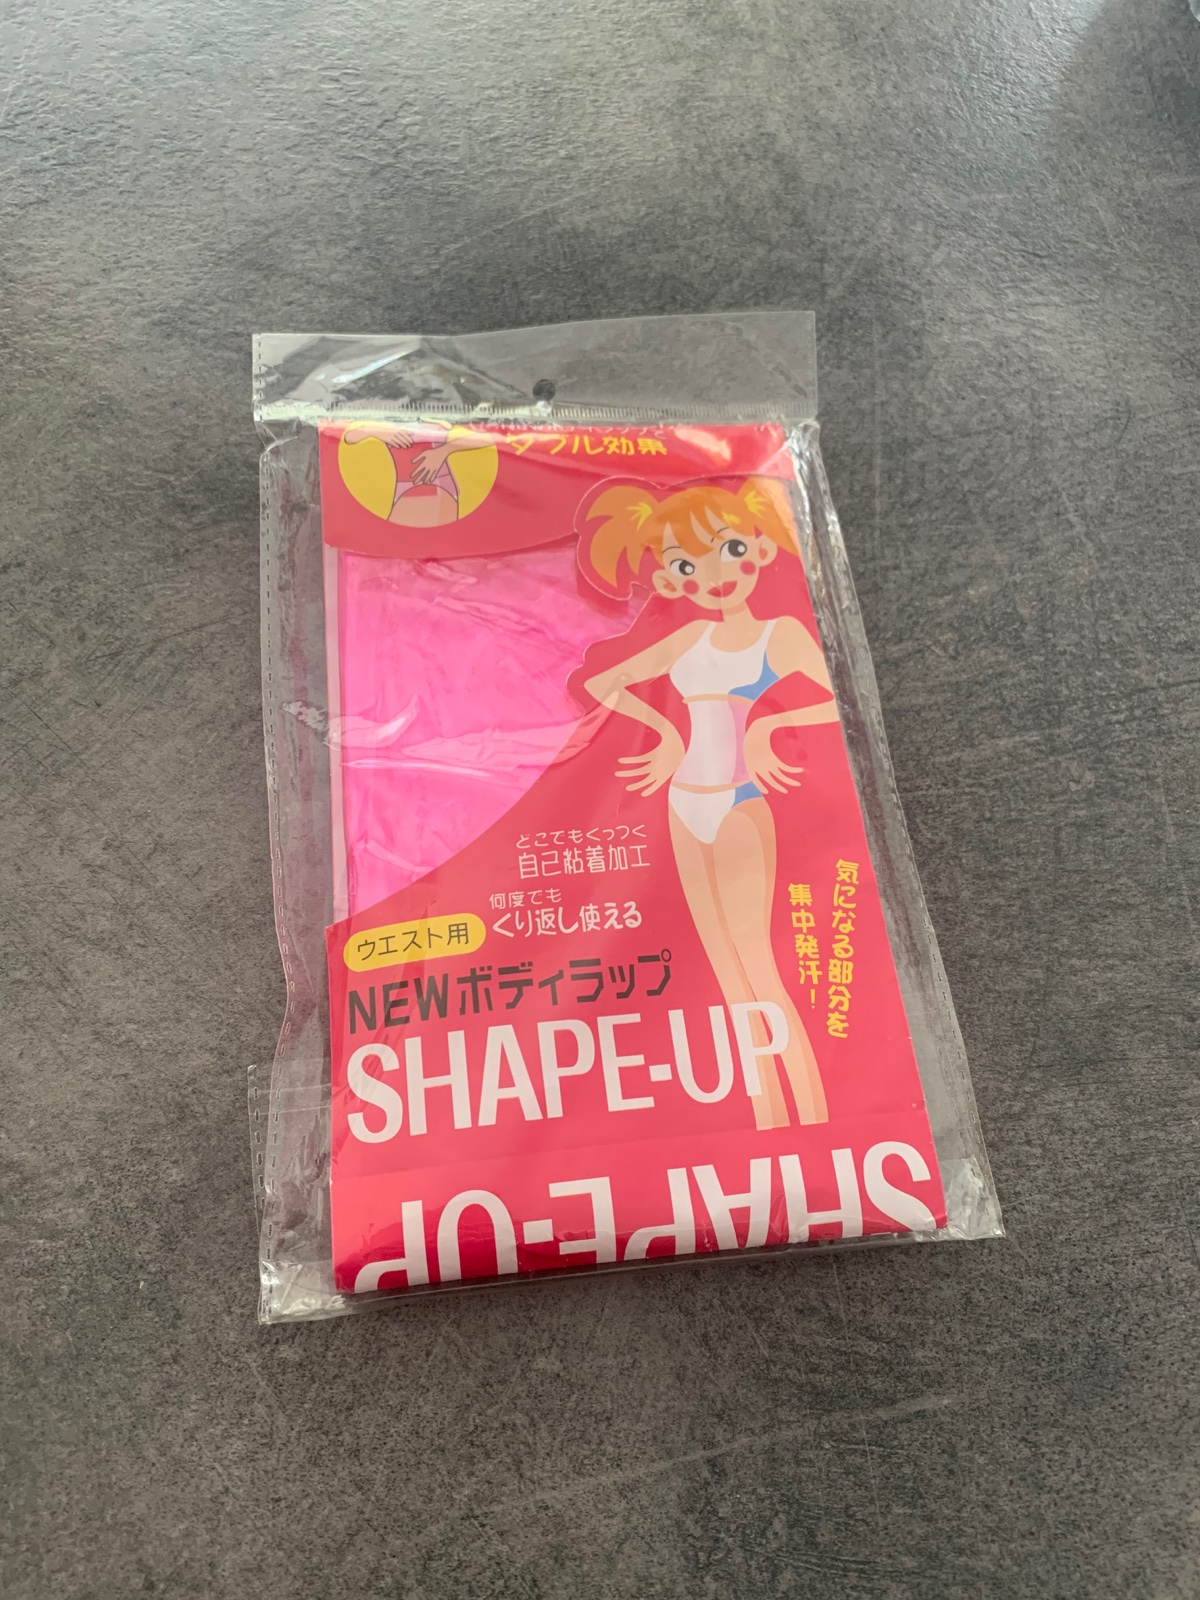 ダブル効果
どこでもくっつく
自己粘着加工
何度でも
くり返し使える
ウエスト用
NEWボディラップ
SHAPE-UP
気になる部分を
集中発汗！
SHAPE-UP